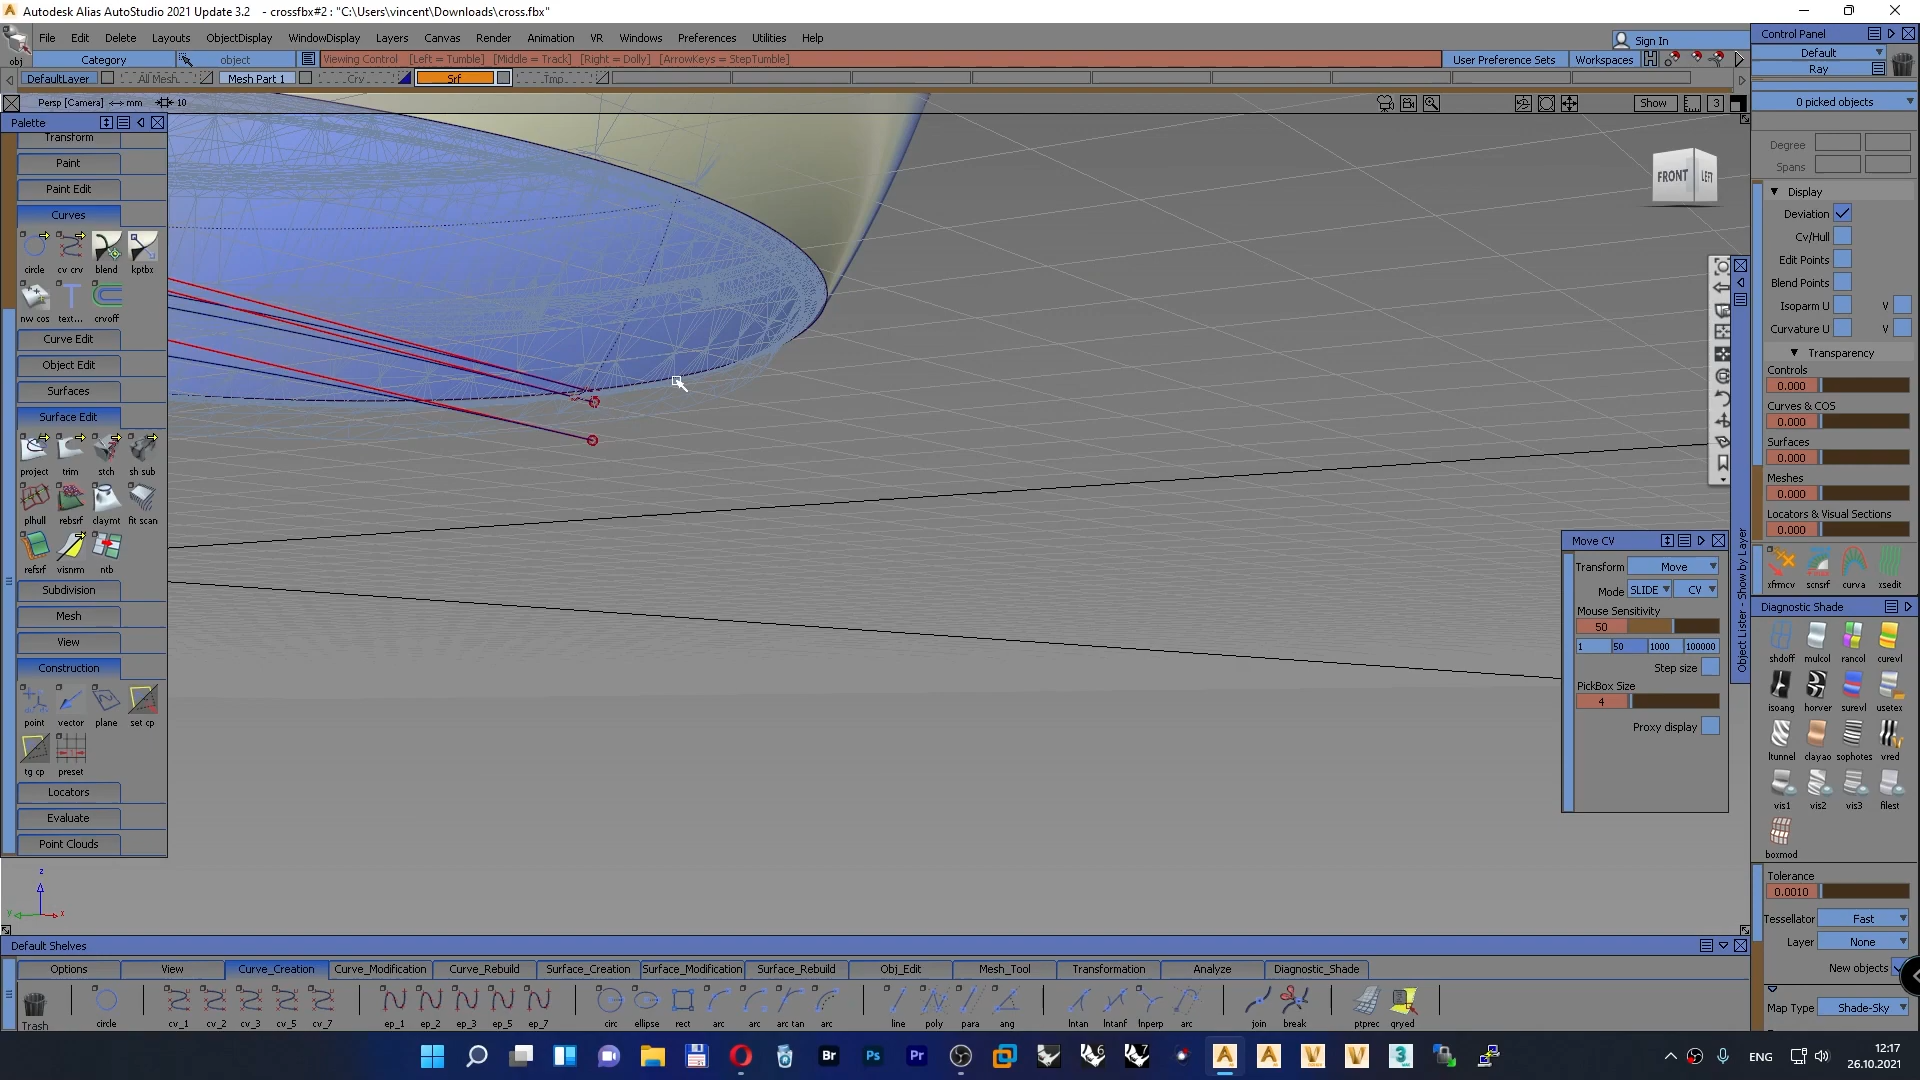 Autodesk Alias AutoStudio 2021 Update 3.2 - crossfbx#2 : "C:\Users\vincent\Downloads\cross.fbx"
File Edit Delete Layouts ObjectDisplay WindowDisplay Layers Canvas Render Animation VR Windows Preferences Utilities Help
Sign In
obj Category object Viewing Control [Left = Tumble] [Middle = Track] [Right = Dolly] [ArrowKeys = StepTumble] User Preference Sets Workspaces
DefaultLayer All Mesh Mesh Part 1 Crv Srf Tmp
Persp [Camera] mm 10 Show 3
Palette
Transform
Paint
Paint Edit
Curves
circle cv crv blend kptbx
nw cos text... crvoff
Curve Edit
Object Edit
Surfaces
Surface Edit
project trim stch sh sub
plhull rebsrf claymt fit scan
refsrf visnrm ntb
Subdivision
Mesh
View
Construction
point vector plane set cp
tg cp preset
Locators
Evaluate
Point Clouds
z
y x
FRONT LEFT
Object Lister - Show by Layer
Move CV
Transform Move
Mode SLIDE CV
Mouse Sensitivity
50
1 50 1000 100000
Step size
PickBox Size
4
Proxy display
Control Panel
Default
Ray
0 picked objects
Degree
Spans
Display
Deviation
Cv/Hull
Edit Points
Blend Points
Isoparm U V
Curvature U V
Transparency
Controls
0.000
Curves & COS
0.000
Surfaces
0.000
Meshes
0.000
Locators & Visual Sections
0.000
xfrmcv scnsrf curva xsedit
Diagnostic Shade
shdoff mulcol rancol curevl
isoang horver surevl usetex
ltunnel clayao sophotes vred
vis1 vis2 vis3 filest
boxmod
Tolerance
0.0010
Tessellator Fast
Layer None
New objects
Map Type Shade-Sky
Default Shelves
Options View Curve_Creation Curve_Modification Curve_Rebuild Surface_Creation Surface_Modification Surface_Rebuild Obj_Edit Mesh_Tool Transformation Analyze Diagnostic_Shade
Trash circle cv_1 cv_2 cv_3 cv_5 cv_7 ep_1 ep_2 ep_3 ep_5 ep_7 circ ellipse rect arc arc arc tan arc line poly para ang lntan lntanf lnperp arc join break ptprec qryed
Br Ps Pr 6 7 3 ENG 12:17
26.10.2021